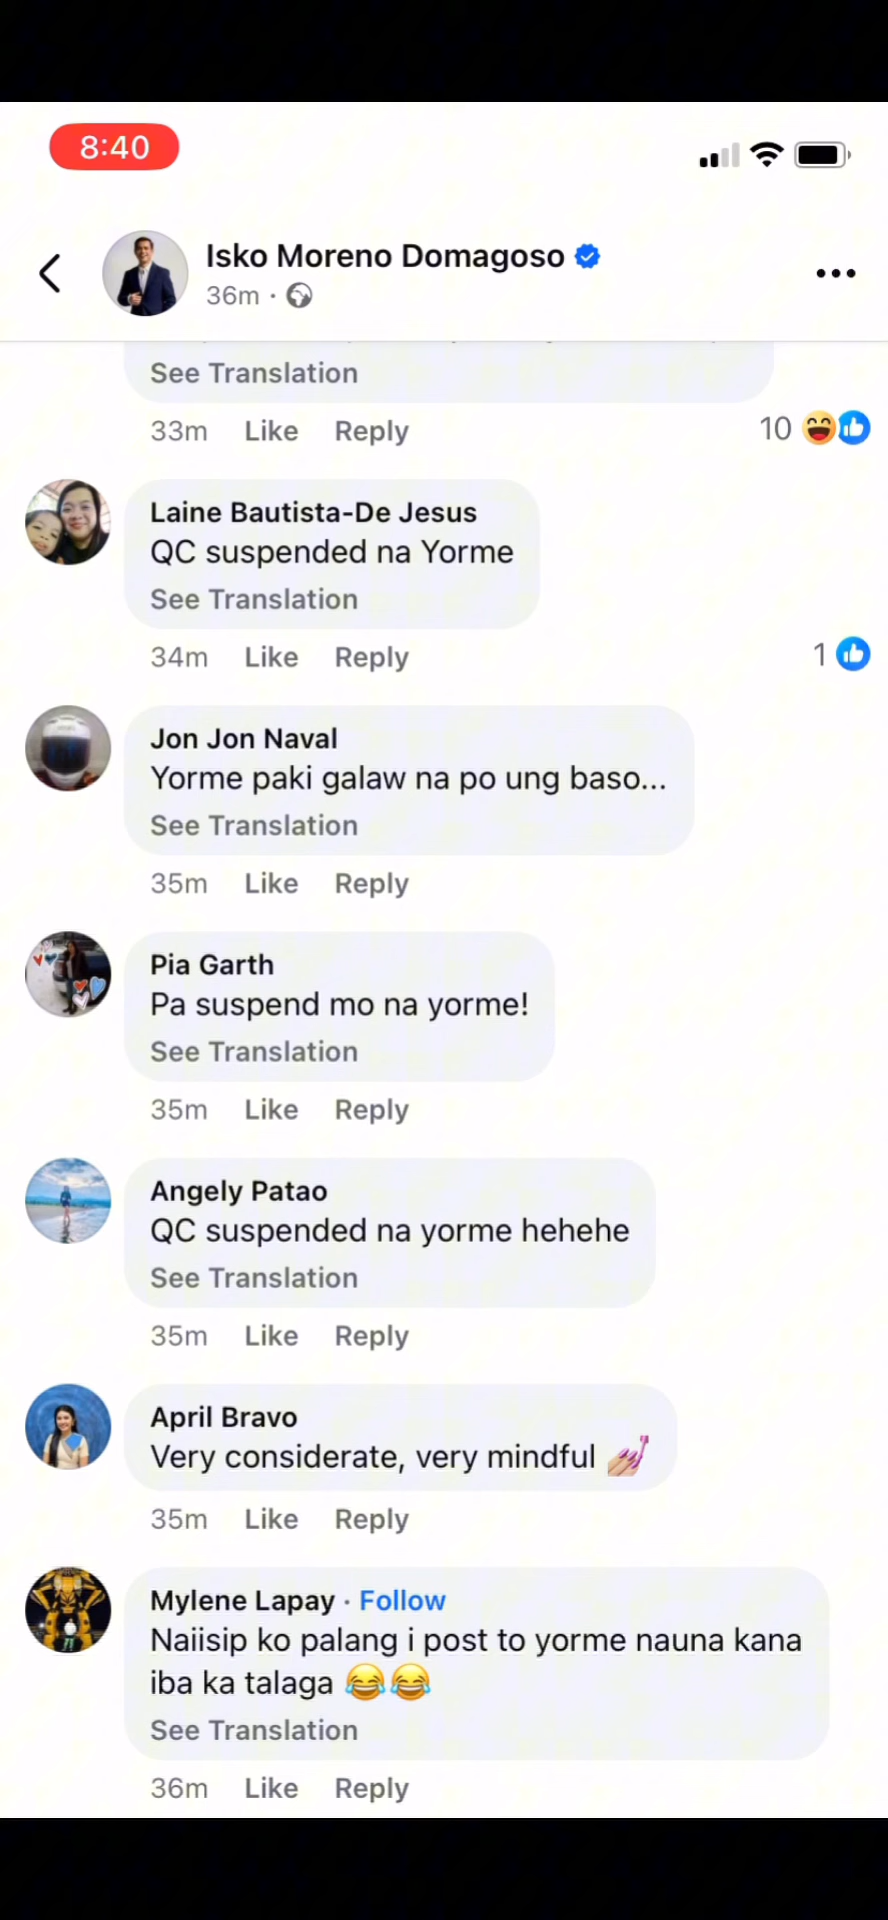 8:40
Isko Moreno Domagoso
36m ·
See Translation
33m Like Reply 10
Laine Bautista-De Jesus
QC suspended na Yorme
See Translation
34m Like Reply 1
Jon Jon Naval
Yorme paki galaw na po ung baso...
See Translation
35m Like Reply
Pia Garth
Pa suspend mo na yorme!
See Translation
35m Like Reply
Angely Patao
QC suspended na yorme hehehe
See Translation
35m Like Reply
April Bravo
Very considerate, very mindful 💅
35m Like Reply
Mylene Lapay · Follow
Naiisip ko palang i post to yorme nauna kana
iba ka talaga 😂😂
See Translation
36m Like Reply